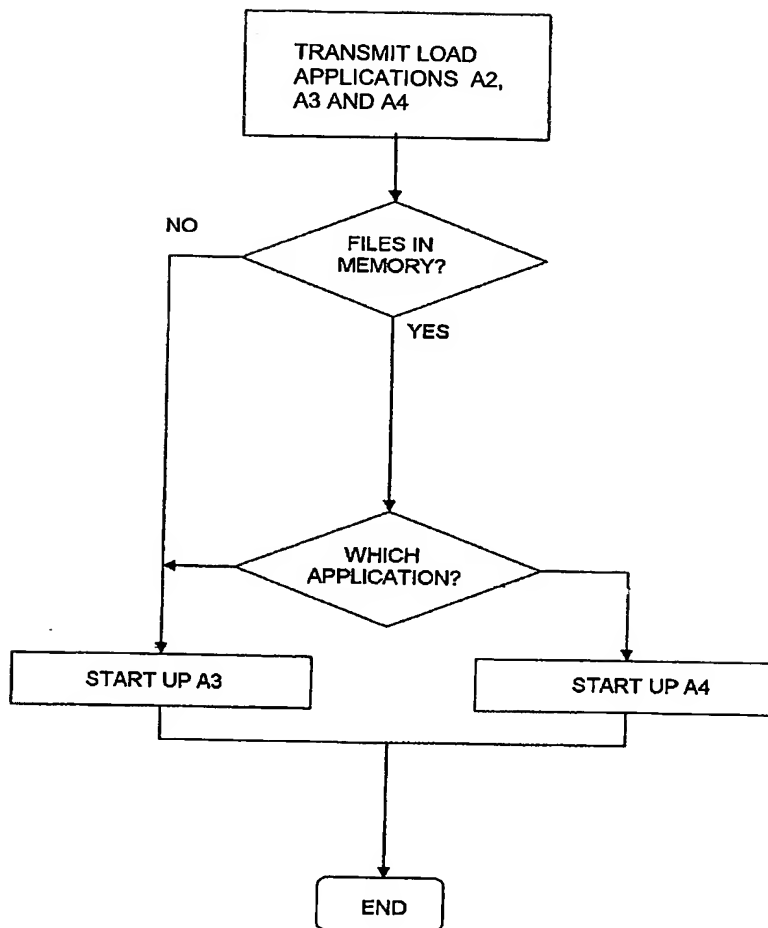 TRANSMIT LOAD
APPLICATIONS A2,
A3 AND A4
NO
FILES IN
MEMORY?
YES
WHICH
APPLICATION?
START UP A3
START UP A4
END